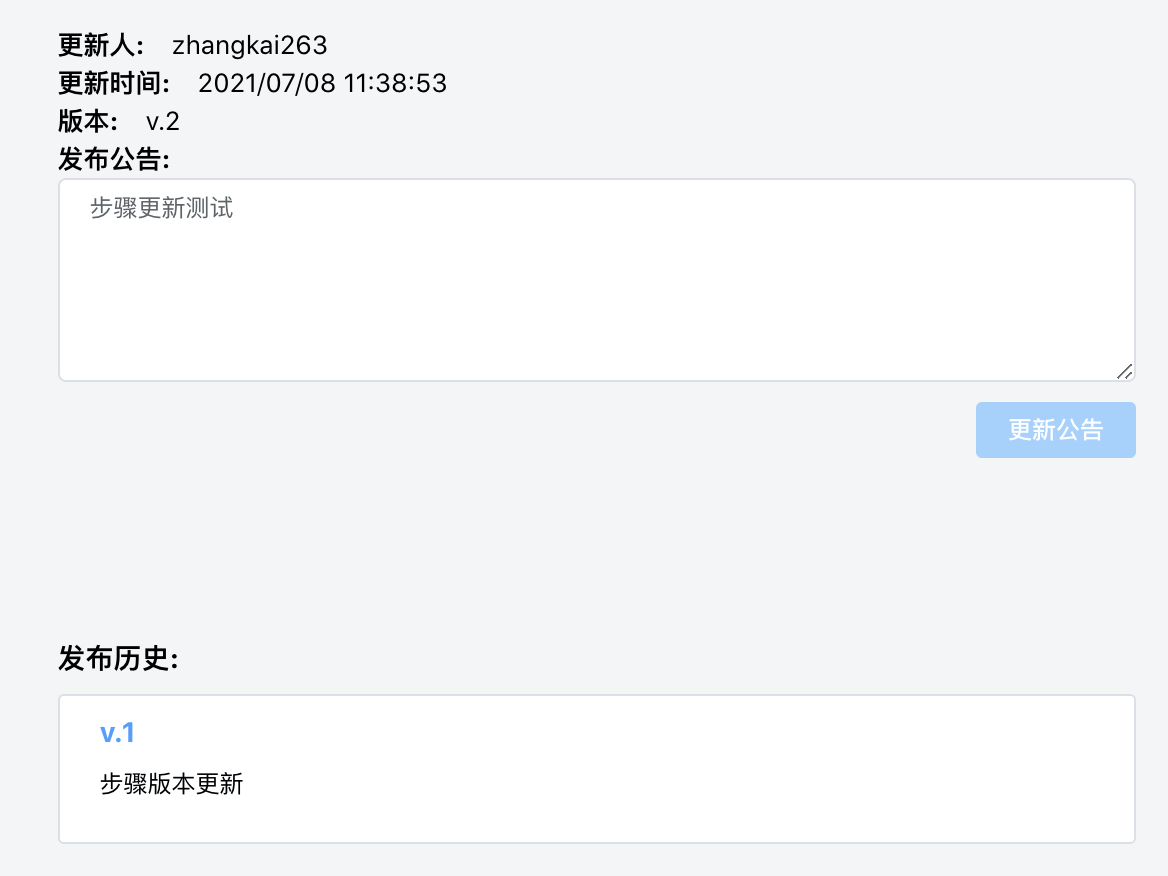 更新人: zhangkai263
更新时间: 2021/07/08 11:38:53
版本: v.2
发布公告:
步骤更新测试
更新公告
发布历史:
v.1
步骤版本更新